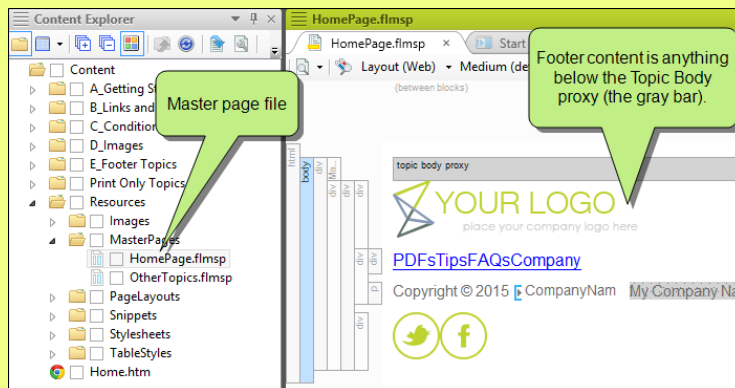 Content Explorer
HomePage.flmsp
HomePage.flmsp
Start
Layout (Web)
Medium (de
(between blocks)
Content
A_Getting St
B_Links and
C_Condition
D_Images
E_Footer Topics
Print Only Topics
Resources
Images
MasterPages
HomePage.flmsp
OtherTopics.flmsp
PageLayouts
Snippets
Stylesheets
TableStyles
Home.htm
Master page file
Footer content is anything
below the Topic Body
proxy (the gray bar).
html
body
div
Ma...
div
div
div
div
div
p
div
topic body proxy
YOUR LOGO
place your company logo here
PDFsTipsFAQsCompany
Copyright © 2015 CompanyNam My Company Na